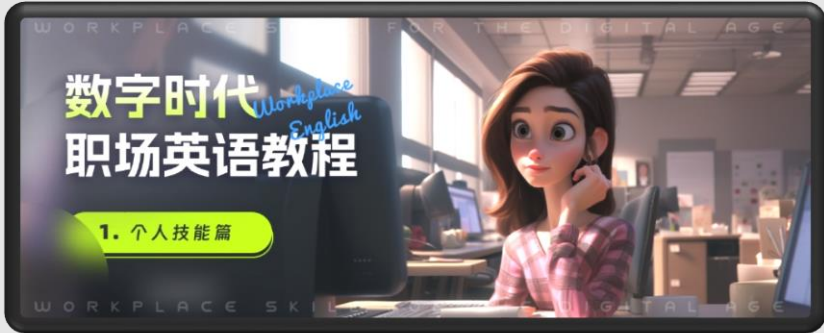 WORKPLACE SKIL FOR THE DIGITAL AGE
数字时代
Workplace
English
职场英语教程
1. 个人技能篇
WORKPLACE SKIL DIGITAL AGE